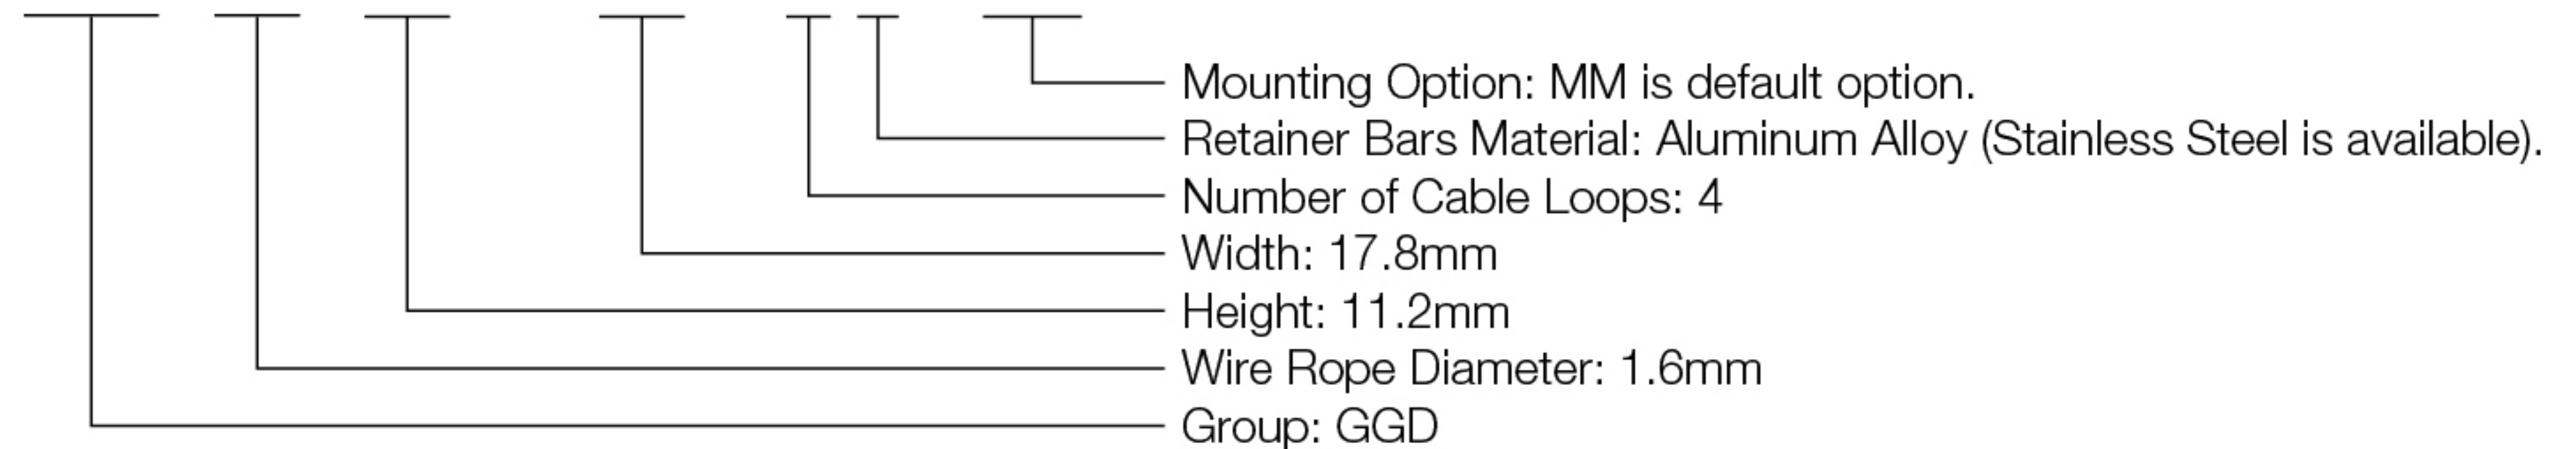 Mounting Option: MM is default option.
Retainer Bars Material: Aluminum Alloy (Stainless Steel is available).
Number of Cable Loops: 4
Width: 17.8mm
Height: 11.2mm
Wire Rope Diameter: 1.6mm
Group: GGD